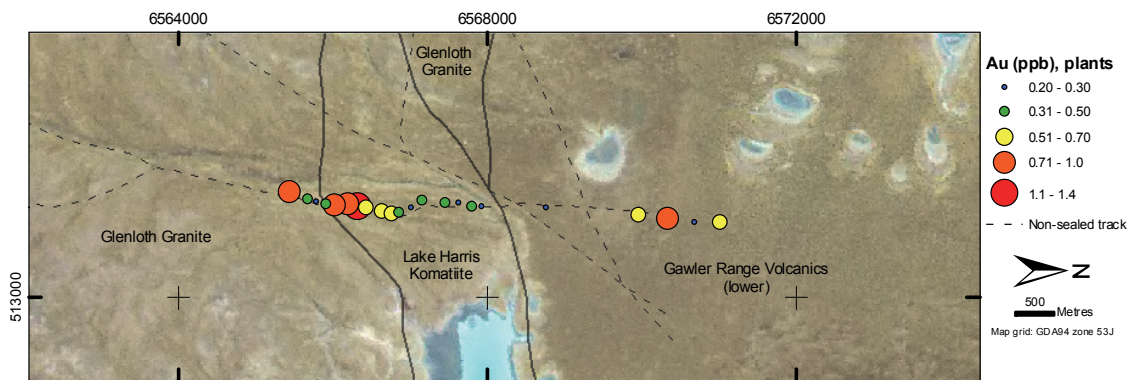 6564000
6568000
6572000
Glenloth
Granite
Glenloth Granite
Lake Harris
Komatiite
Gawler Range Volcanics
(lower)
513000
Au (ppb), plants
0.20 - 0.30
0.31 - 0.50
0.51 - 0.70
0.71 - 1.0
1.1 - 1.4
Non-sealed track
N
500
Metres
Map grid: GDA94 zone 53J